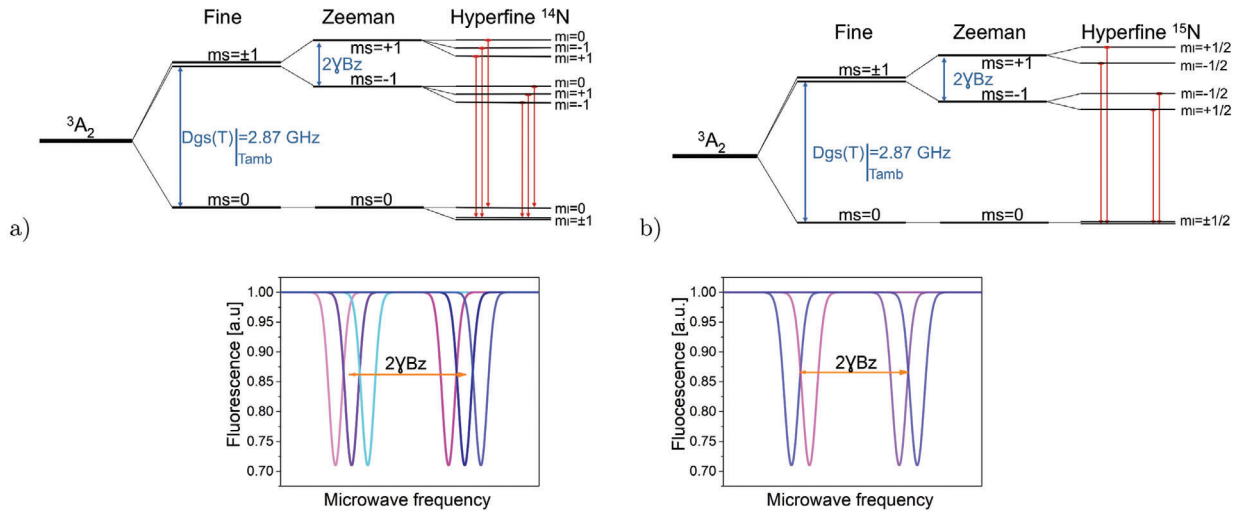 Fine Zeeman Hyperfine ¹⁴N
ms=±1
ms=+1
2ɣBz
ms=-1
mI=0
mI=-1
mI=+1
mI=0
mI=+1
mI=-1
³A₂
Dgs(T)|=2.87 GHz
Tamb
ms=0
ms=0
mI=0
mI=±1
a)
Fine Zeeman Hyperfine ¹⁵N
ms=±1
ms=+1
2ɣBz
ms=-1
mI=+1/2
mI=-1/2
mI=-1/2
mI=+1/2
³A₂
Dgs(T)|=2.87 GHz
Tamb
ms=0
ms=0
mI=±1/2
b)
Fluorescence [a.u]
1.00
0.95
0.90
0.85
0.80
0.75
0.70
2ɣBz
Microwave frequency
Fluocescence [a.u.]
1.00
0.95
0.90
0.85
0.80
0.75
0.70
2ɣBz
Microwave frequency